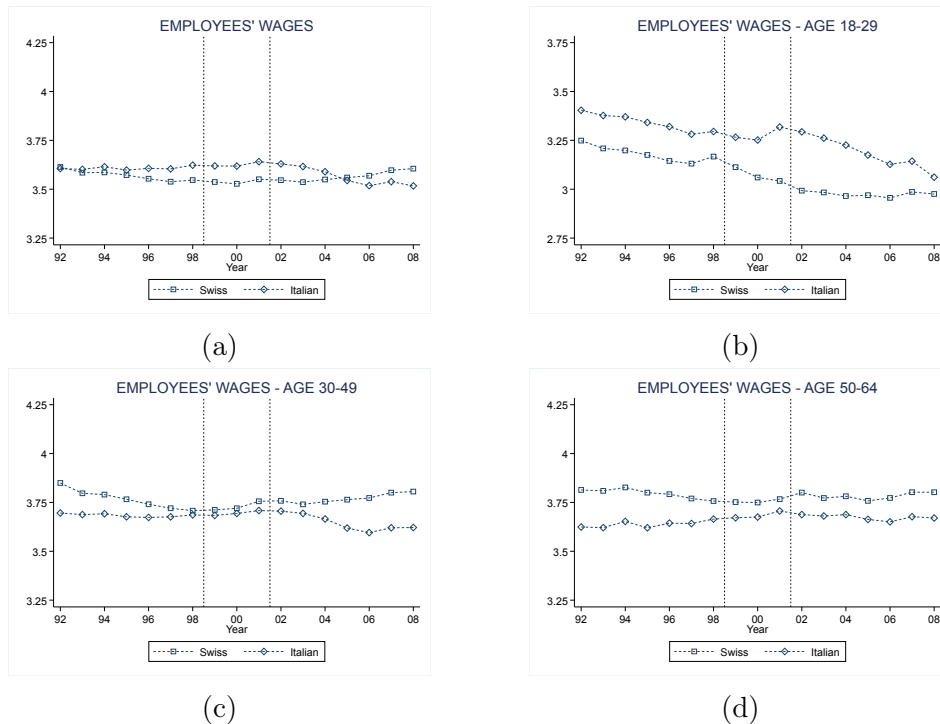 EMPLOYEES' WAGES
4.25
4
3.75
3.5
3.25
92 94 96 98 00 02 04 06 08
Year
Swiss Italian
(a)
EMPLOYEES' WAGES - AGE 18-29
3.75
3.5
3.25
3
2.75
92 94 96 98 00 02 04 06 08
Year
Swiss Italian
(b)
EMPLOYEES' WAGES - AGE 30-49
4.25
4
3.75
3.5
3.25
92 94 96 98 00 02 04 06 08
Year
Swiss Italian
(c)
EMPLOYEES' WAGES - AGE 50-64
4.25
4
3.75
3.5
3.25
92 94 96 98 00 02 04 06 08
Year
Swiss Italian
(d)